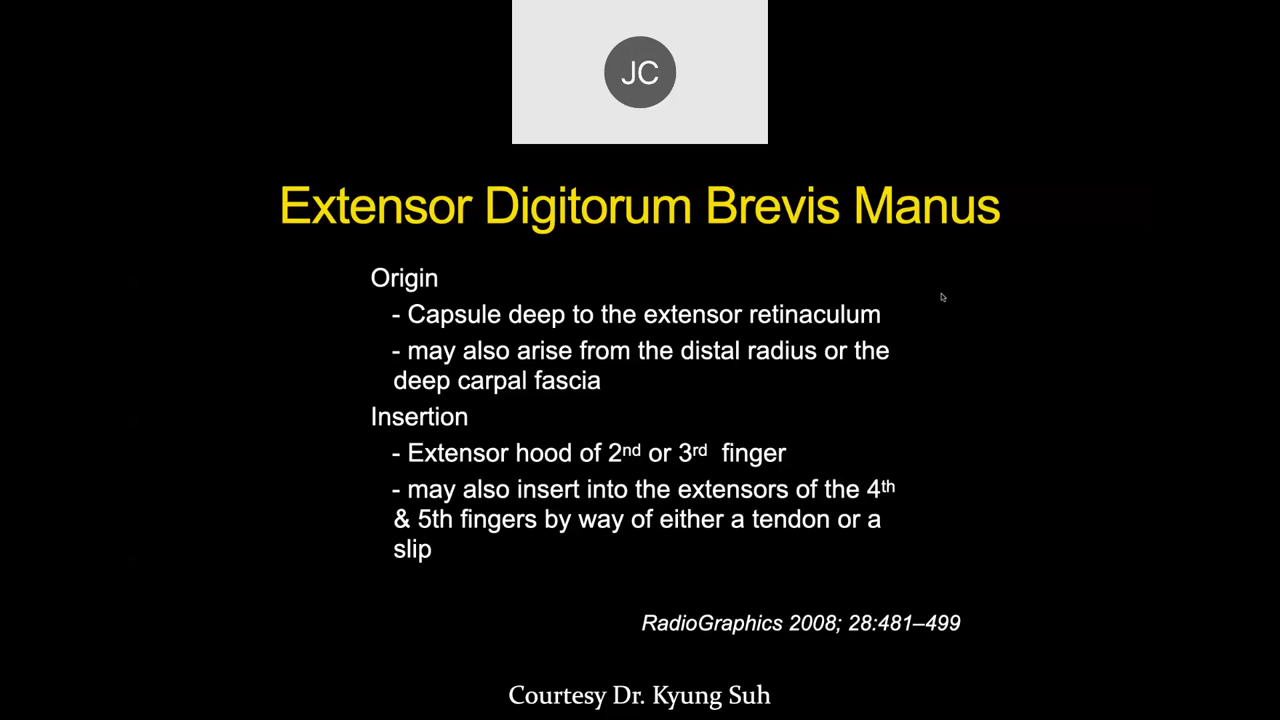 JC
Extensor Digitorum Brevis Manus
Origin
- Capsule deep to the extensor retinaculum
- may also arise from the distal radius or the
deep carpal fascia
Insertion
- Extensor hood of 2nd or 3rd finger
- may also insert into the extensors of the 4th
& 5th fingers by way of either a tendon or a
slip
RadioGraphics 2008; 28:481–499
Courtesy Dr. Kyung Suh